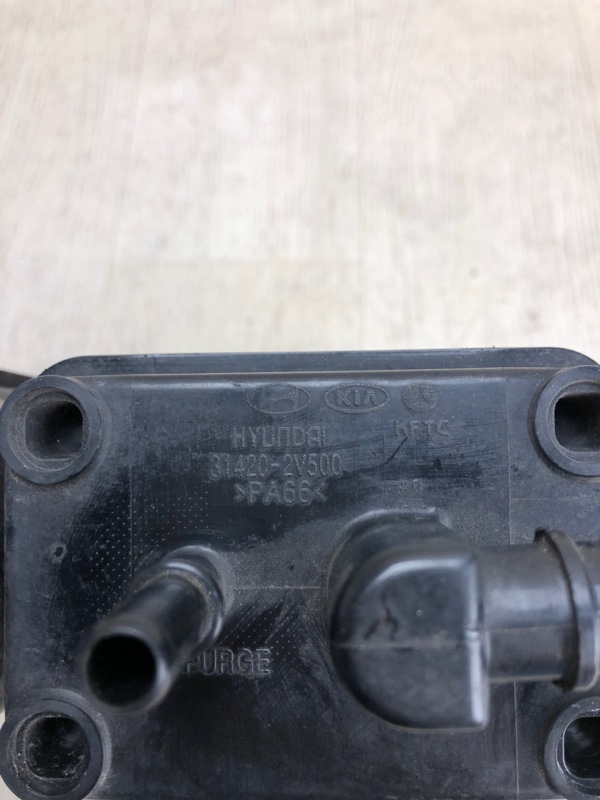 KIA
HYUNDAI KFTC
31420-2V500
>PA66<
PURGE